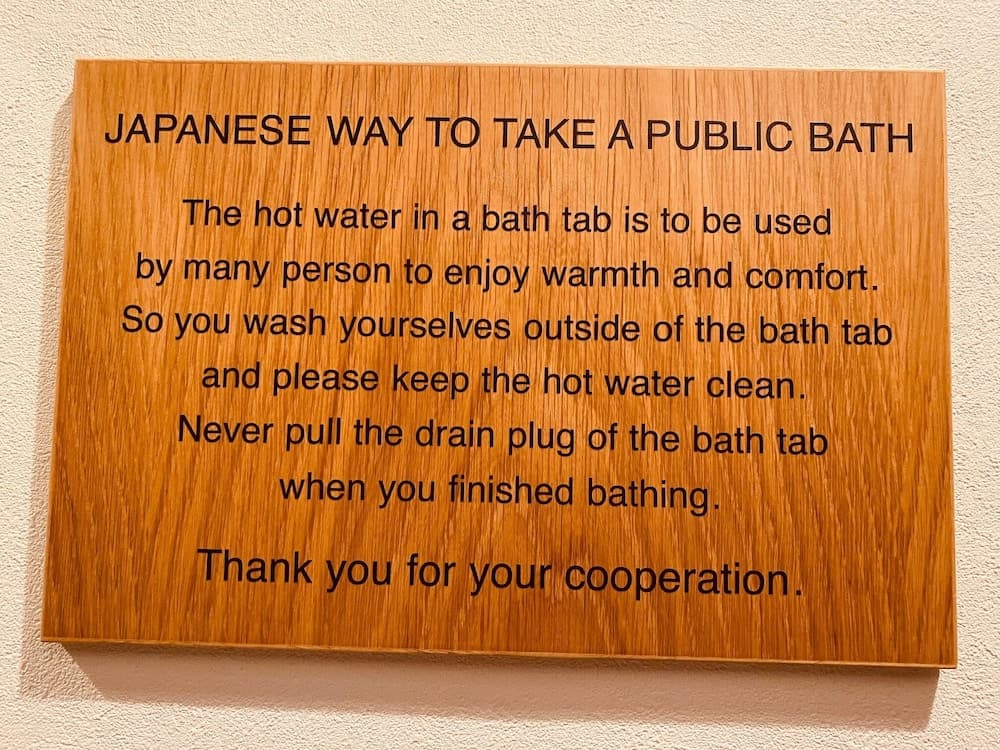 JAPANESE WAY TO TAKE A PUBLIC BATH
The hot water in a bath tab is to be used
by many person to enjoy warmth and comfort.
So you wash yourselves outside of the bath tab
and please keep the hot water clean.
Never pull the drain plug of the bath tab
when you finished bathing.
Thank you for your cooperation.